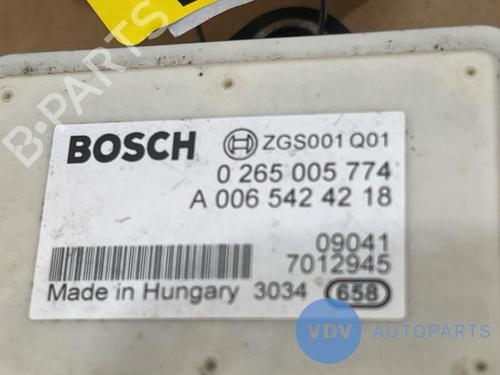 BOSCH ZGS001 Q01
0 265 005 774
A 006 542 42 18
09041
7012945
Made in Hungary 3034 658
B-PARTS
VDV AUTOPARTS